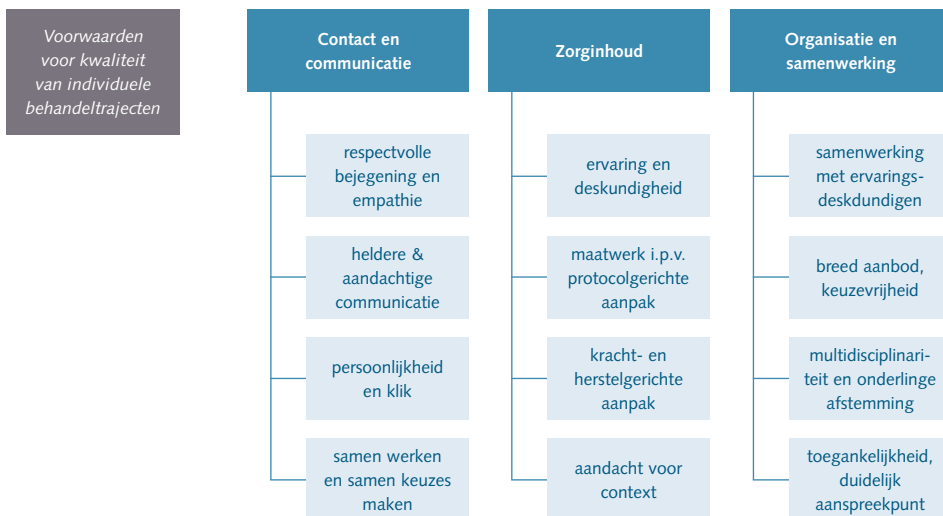 Voorwaarden
voor kwaliteit
van individuele
behandeltrajecten
Contact en
communicatie
respectvolle
bejegening en
empathie
heldere &
aandachtige
communicatie
persoonlijkheid
en klik
samen werken
en samen keuzes
maken
Zorginhoud
ervaring en
deskundigheid
maatwerk i.p.v.
protocolgerichte
aanpak
kracht- en
herstelgerichte
aanpak
aandacht voor
context
Organisatie en
samenwerking
samenwerking
met ervarings-
deskdundigen
breed aanbod,
keuzevrijheid
multidisciplinari-
teit en onderlinge
afstemming
toegankelijkheid,
duidelijk
aanspreekpunt